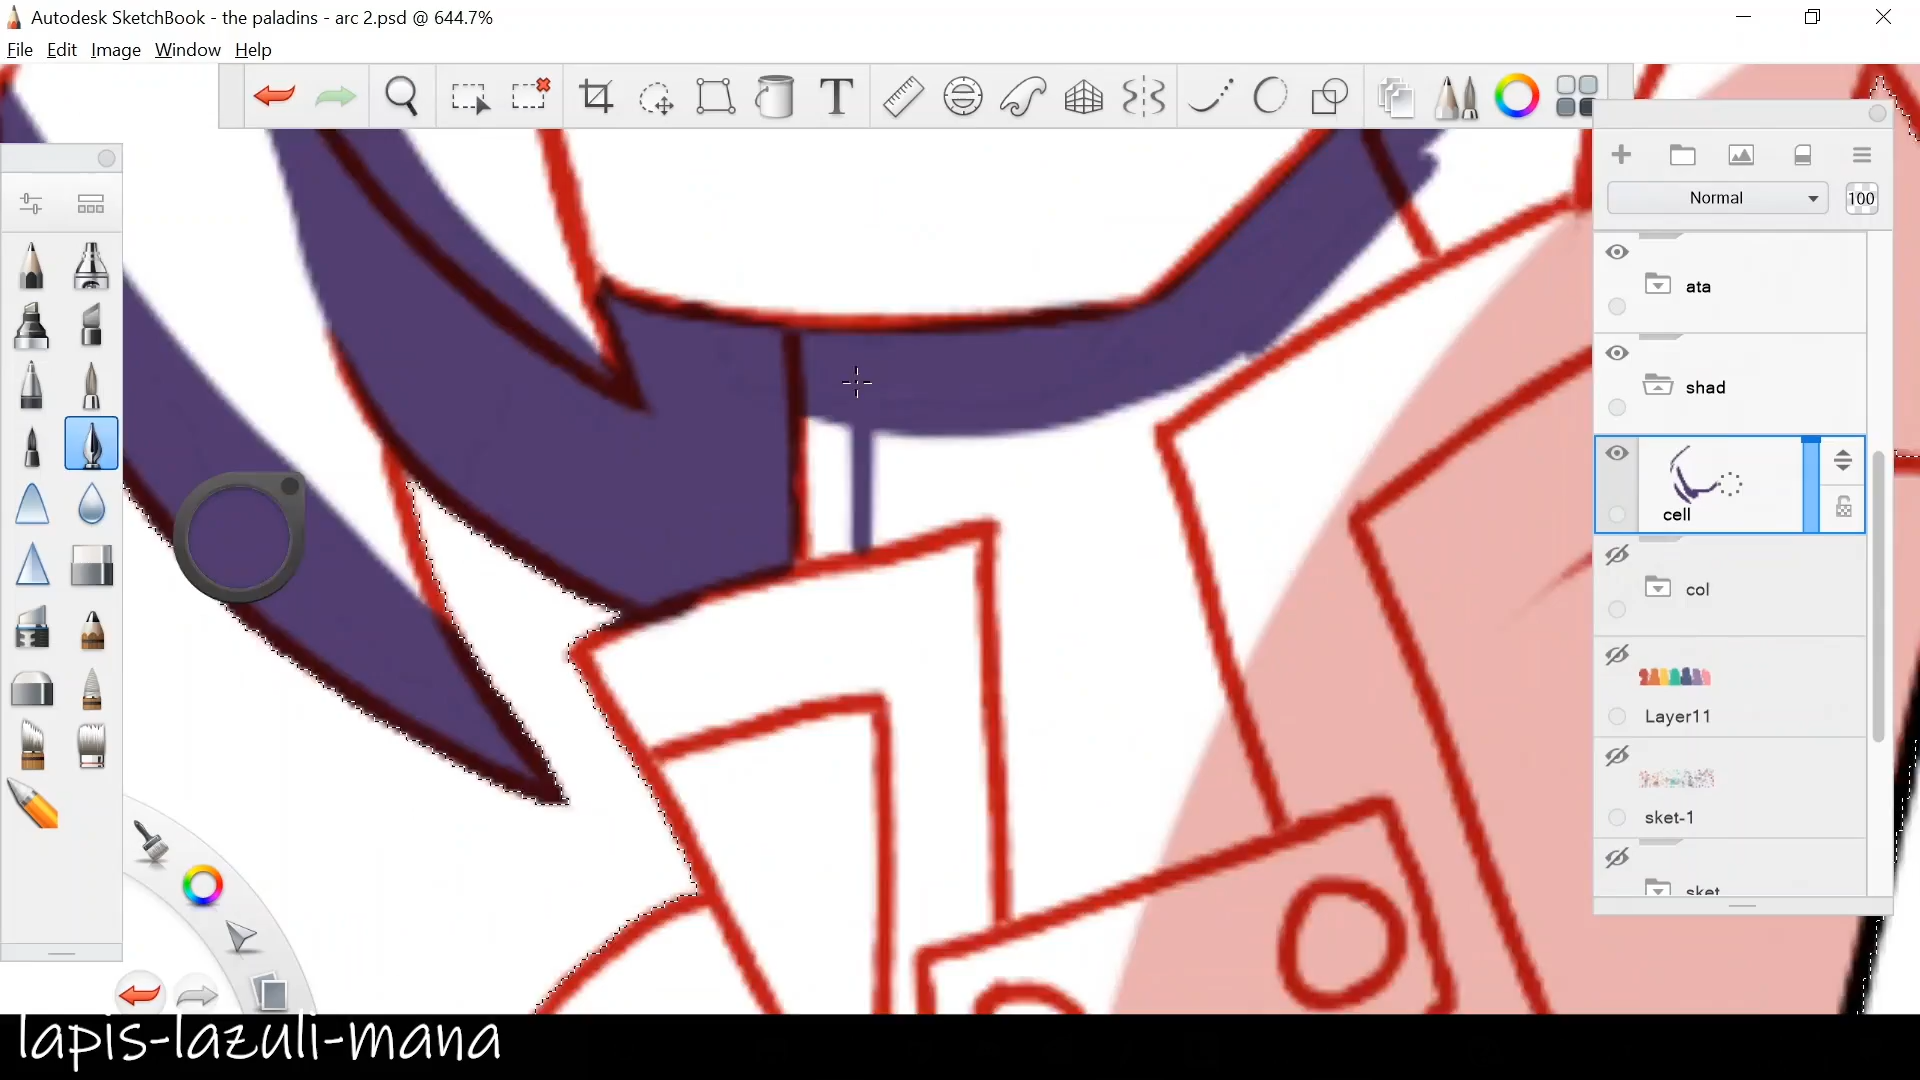 Autodesk SketchBook - the paladins - arc 2.psd @ 644.7%
File Edit Image Window Help
T
Normal 100
ata
shad
cell
col
Layer11
sket-1
sket
lapis-lazuli-mana